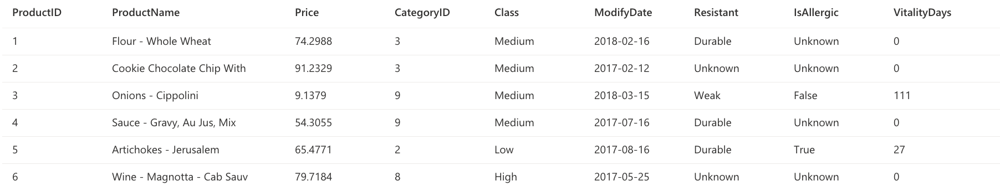 ProductID ProductName Price CategoryID Class ModifyDate Resistant IsAllergic VitalityDays
1 Flour - Whole Wheat 74.2988 3 Medium 2018-02-16 Durable Unknown 0
2 Cookie Chocolate Chip With 91.2329 3 Medium 2017-02-12 Unknown Unknown 0
3 Onions - Cippolini 9.1379 9 Medium 2018-03-15 Weak False 111
4 Sauce - Gravy, Au Jus, Mix 54.3055 9 Medium 2017-07-16 Durable Unknown 0
5 Artichokes - Jerusalem 65.4771 2 Low 2017-08-16 Durable True 27
6 Wine - Magnotta - Cab Sauv 79.7184 8 High 2017-05-25 Unknown Unknown 0